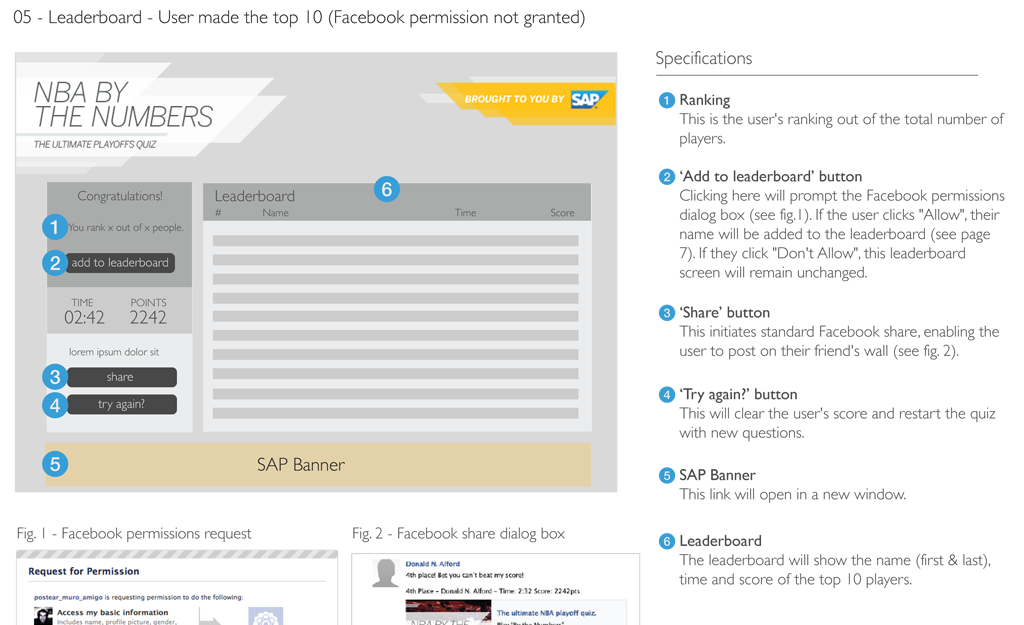 05 - Leaderboard - User made the top 10 (Facebook permission not granted)
NBA BY
THE NUMBERS
THE ULTIMATE PLAYOFFS QUIZ
BROUGHT TO YOU BY SAP
Congratulations!
1 You rank x out of x people.
2 add to leaderboard
TIME POINTS
02:42 2242
lorem ipsum dolor sit
3 share
4 try again?
6
Leaderboard
# Name Time Score
5 SAP Banner
Specifications
1 Ranking
This is the user's ranking out of the total number of
players.
2 ‘Add to leaderboard’ button
Clicking here will prompt the Facebook permissions
dialog box (see fig.1). If the user clicks "Allow", their
name will be added to the leaderboard (see page
7). If they click "Don't Allow", this leaderboard
screen will remain unchanged.
3 ‘Share’ button
This initiates standard Facebook share, enabling the
user to post on their friend's wall (see fig. 2).
4 ‘Try again?’ button
This will clear the user's score and restart the quiz
with new questions.
5 SAP Banner
This link will open in a new window.
6 Leaderboard
The leaderboard will show the name (first & last),
time and score of the top 10 players.
Fig. 1 - Facebook permissions request
Request for Permission
postear_muro_amigo is requesting permission to do the following:
Access my basic information
Includes name, profile picture, gender,
Fig. 2 - Facebook share dialog box
Donald N. Alford
4th place! Bet you can't beat my score!
4th Place - Donald N. Alford - Time: 2:32 Score: 2242pts
NBA BY THE
The ultimate NBA playoff quiz.
Play "By the Numbers"